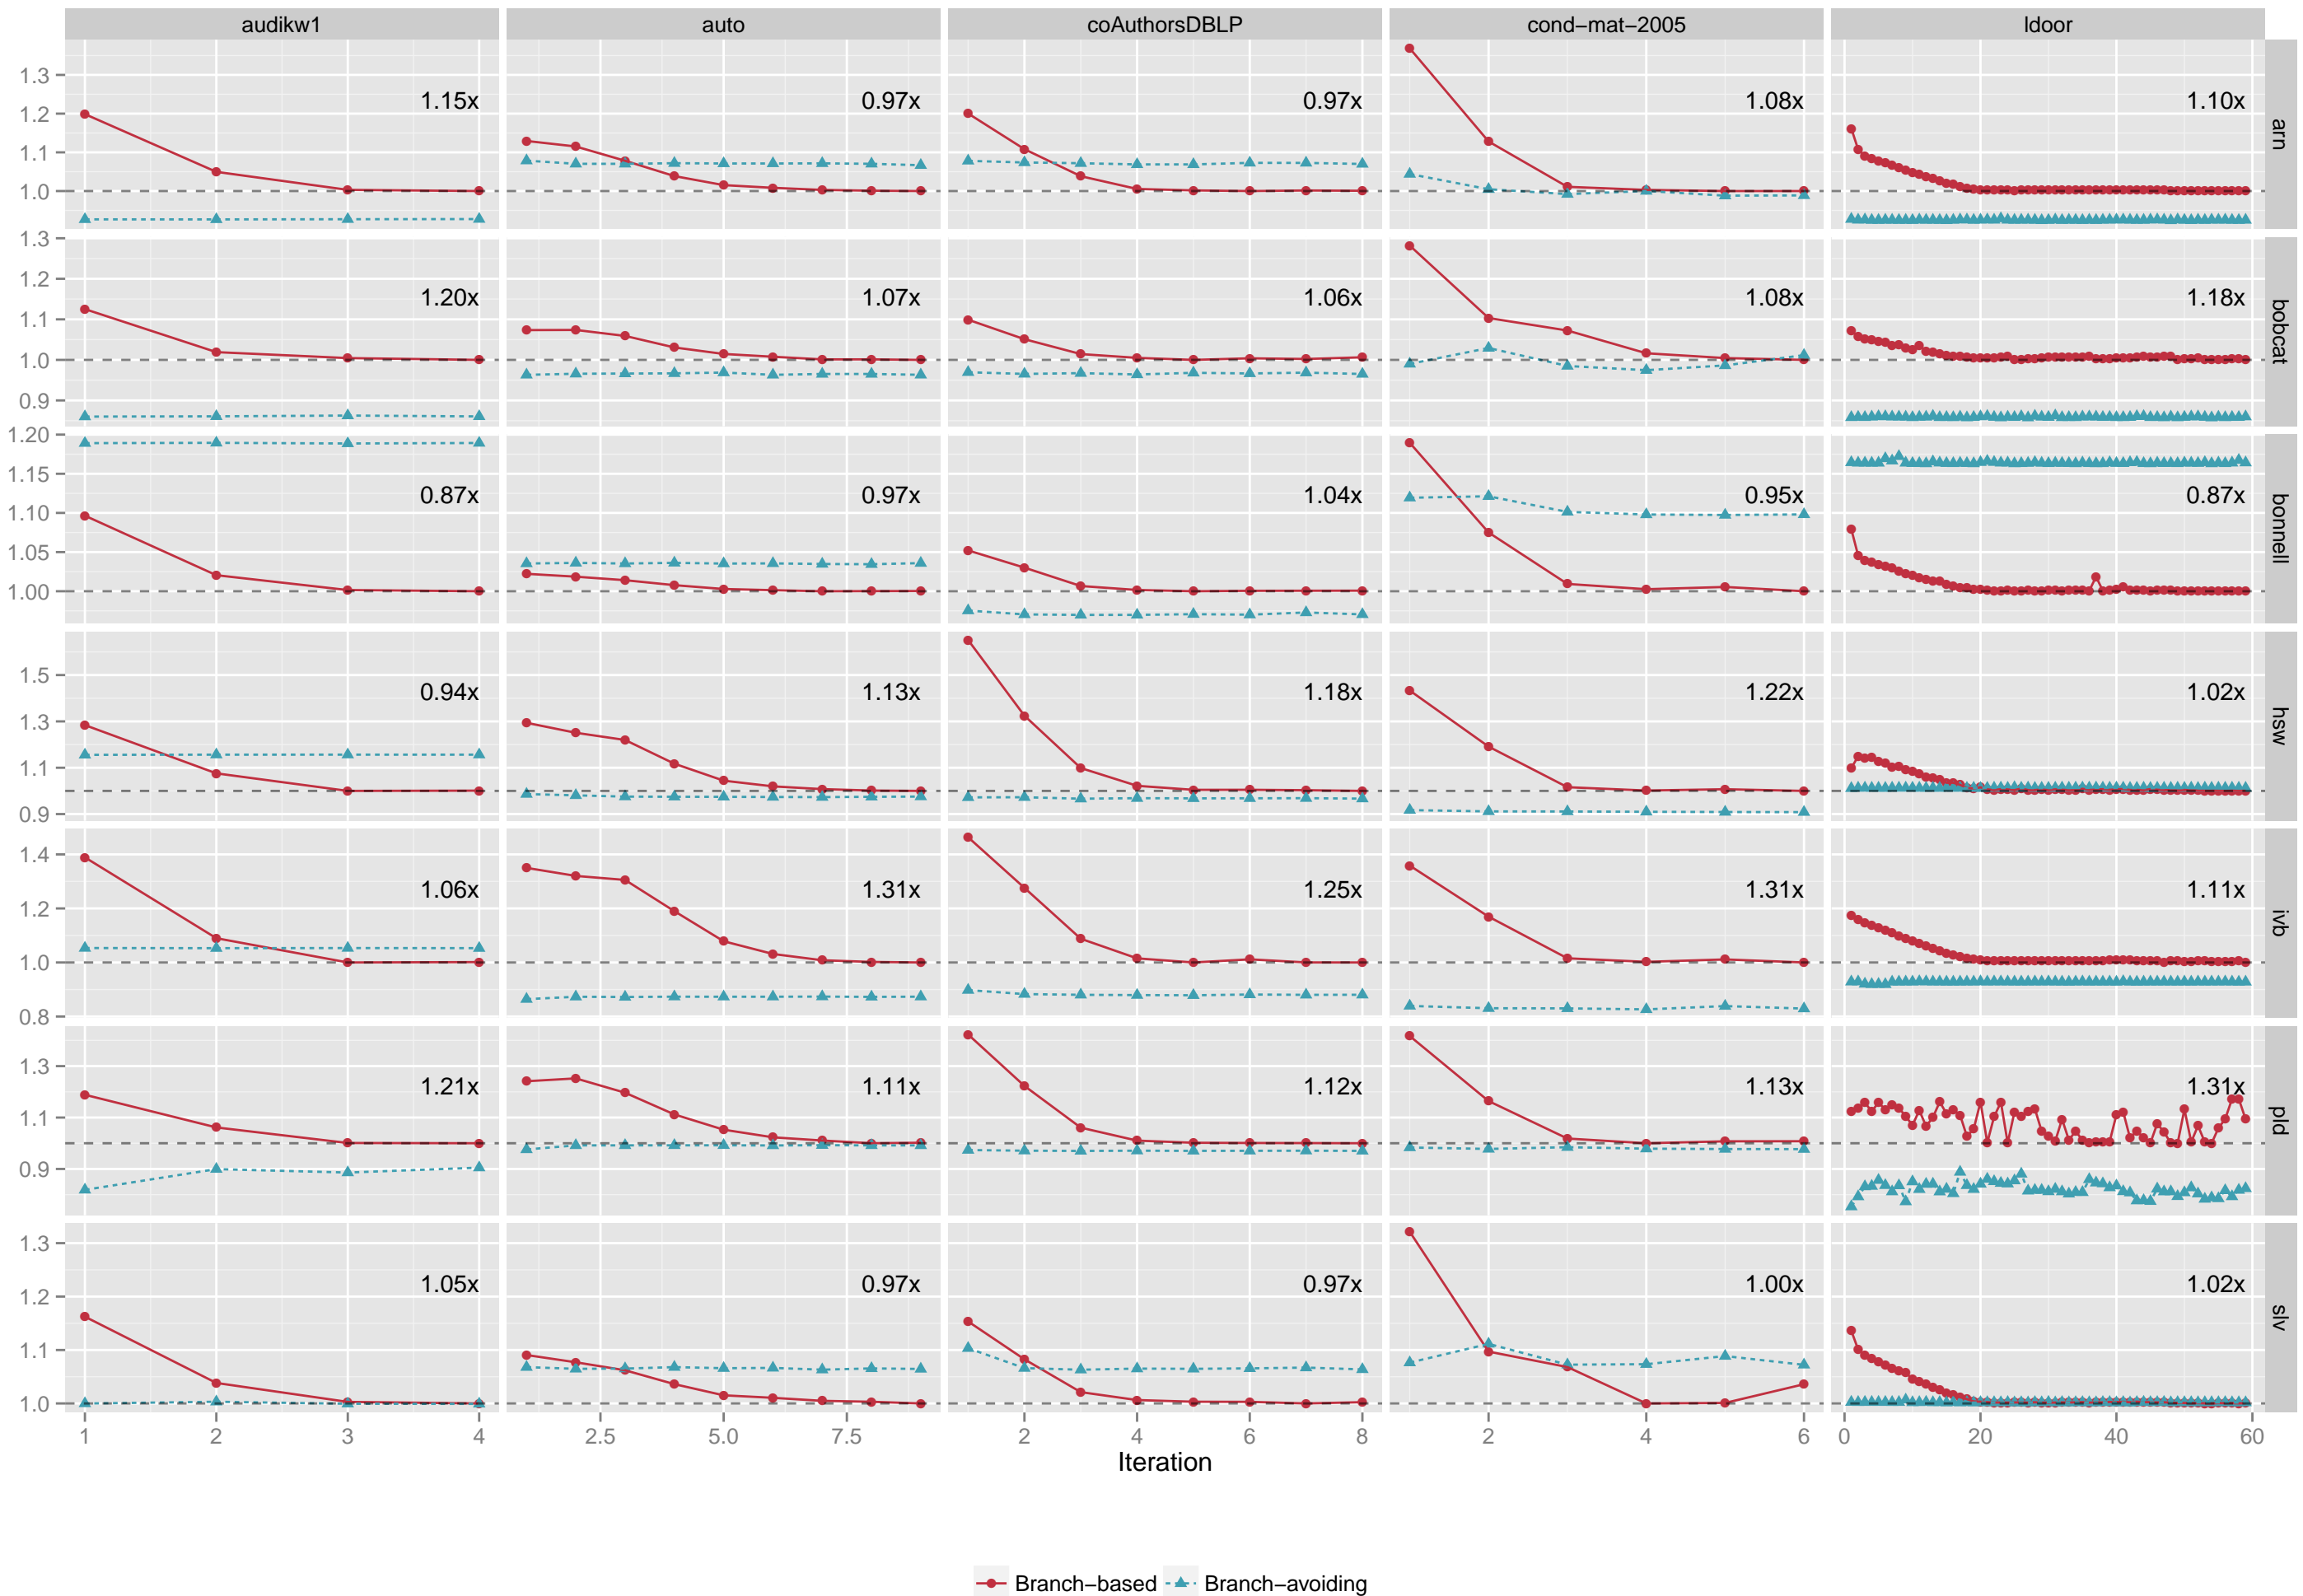 audikw1 auto coAuthorsDBLP cond−mat−2005 ldoor
1.3
1.2
1.1
1.0
1.15x 0.97x 0.97x 1.08x 1.10x
arn
1.3
1.2
1.1
1.0
0.9
1.20x 1.07x 1.06x 1.08x 1.18x
bobcat
1.20
1.15
1.10
1.05
1.00
0.87x 0.97x 1.04x 0.95x 0.87x
bonnell
1.5
1.3
1.1
0.9
0.94x 1.13x 1.18x 1.22x 1.02x
hsw
1.4
1.2
1.0
0.8
1.06x 1.31x 1.25x 1.31x 1.11x
ivb
1.3
1.1
0.9
1.21x 1.11x 1.12x 1.13x 1.31x
pld
1.3
1.2
1.1
1.0
1.05x 0.97x 0.97x 1.00x 1.02x
slv
1 2 3 4 2.5 5.0 7.5 2 4 6 8 2 4 6 0 20 40 60
Iteration
Branch−based Branch−avoiding